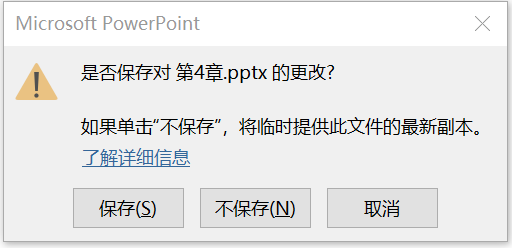 Microsoft PowerPoint
是否保存对 第4章.pptx 的更改?
如果单击“不保存”，将临时提供此文件的最新副本。
了解详细信息
保存(S) 不保存(N) 取消